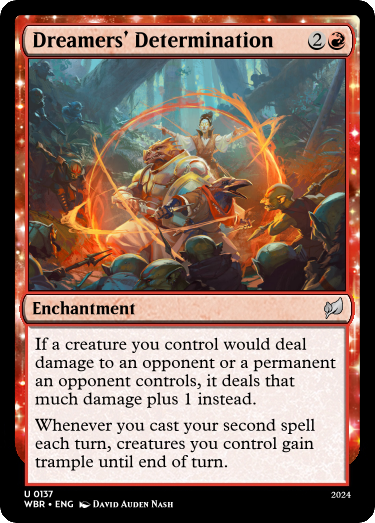 Dreamers' Determination 2
Enchantment
If a creature you control would deal
damage to an opponent or a permanent
an opponent controls, it deals that
much damage plus 1 instead.
Whenever you cast your second spell
each turn, creatures you control gain
trample until end of turn.
U 0137
2024
WBR • ENG David Auden Nash